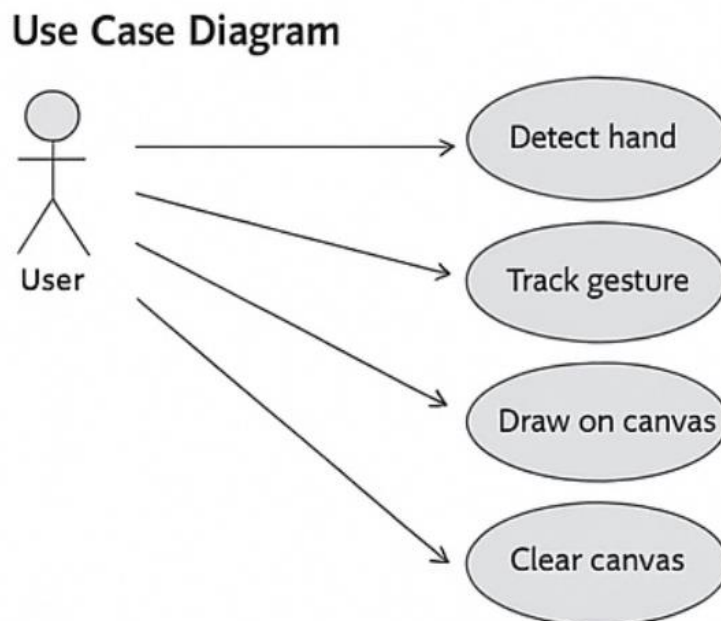 Use Case Diagram
Detect hand
User
Track gesture
Draw on canvas
Clear canvas